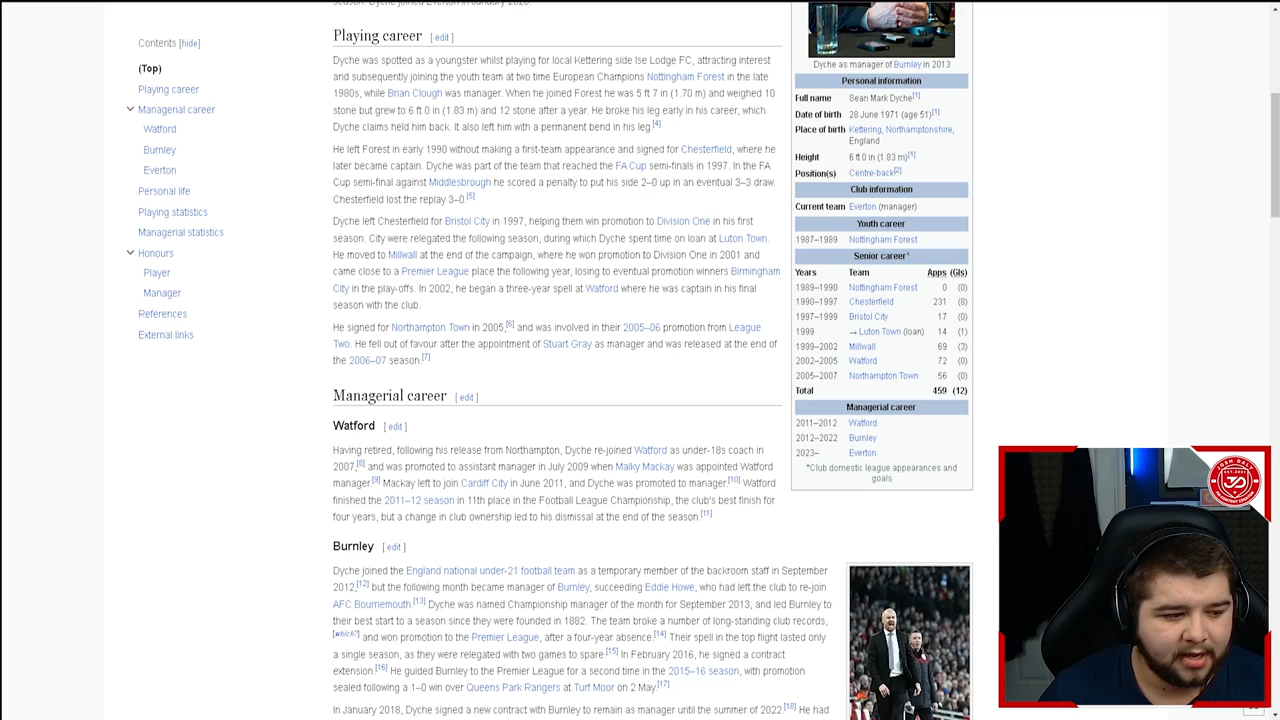 season. Dyche joined Everton in January 2023.
Contents [hide]
(Top)
Playing career
Managerial career
Watford
Burnley
Everton
Personal life
Playing statistics
Managerial statistics
Honours
Player
Manager
References
External links
Playing career [ edit ]
Dyche was spotted as a youngster whilst playing for local Kettering side Ise Lodge FC, attracting interest
and subsequently joining the youth team at two time European Champions Nottingham Forest in the late
1980s, while Brian Clough was manager. When he joined Forest he was 5 ft 7 in (1.70 m) and weighed 10
stone but grew to 6 ft 0 in (1.83 m) and 12 stone after a year. He broke his leg early in his career, which
Dyche claims held him back. It also left him with a permanent bend in his leg.[4]
He left Forest in early 1990 without making a first-team appearance and signed for Chesterfield, where he
later became captain. Dyche was part of the team that reached the FA Cup semi-finals in 1997. In the FA
Cup semi-final against Middlesbrough he scored a penalty to put his side 2–0 up in an eventual 3–3 draw.
Chesterfield lost the replay 3–0.[5]
Dyche left Chesterfield for Bristol City in 1997, helping them win promotion to Division One in his first
season. City were relegated the following season, during which Dyche spent time on loan at Luton Town.
He moved to Millwall at the end of the campaign, where he won promotion to Division One in 2001 and
came close to a Premier League place the following year, losing to eventual promotion winners Birmingham
City in the play-offs. In 2002, he began a three-year spell at Watford where he was captain in his final
season with the club.
He signed for Northampton Town in 2005,[6] and was involved in their 2005–06 promotion from League
Two. He fell out of favour after the appointment of Stuart Gray as manager and was released at the end of
the 2006–07 season.[7]
Managerial career [ edit ]
Watford [ edit ]
Having retired, following his release from Northampton, Dyche re-joined Watford as under-18s coach in
2007,[8] and was promoted to assistant manager in July 2009 when Malky Mackay was appointed Watford
manager.[9] Mackay left to join Cardiff City in June 2011, and Dyche was promoted to manager.[10] Watford
finished the 2011–12 season in 11th place in the Football League Championship, the club's best finish for
four years, but a change in club ownership led to his dismissal at the end of the season.[11]
Burnley [ edit ]
Dyche joined the England national under-21 football team as a temporary member of the backroom staff in September
2012,[12] but the following month became manager of Burnley, succeeding Eddie Howe, who had left the club to re-join
AFC Bournemouth.[13] Dyche was named Championship manager of the month for September 2013, and led Burnley to
their best start to a season since they were founded in 1882. The team broke a number of long-standing club records,
[which?] and won promotion to the Premier League, after a four-year absence.[14] Their spell in the top flight lasted only
a single season, as they were relegated with two games to spare.[15] In February 2016, he signed a contract
extension.[16] He guided Burnley to the Premier League for a second time in the 2015–16 season, with promotion
sealed following a 1–0 win over Queens Park Rangers at Turf Moor on 2 May.[17]
In January 2018, Dyche signed a new contract with Burnley to remain as manager until the summer of 2022.[18] He had
Dyche as manager of Burnley in 2013
Personal information
Full name Sean Mark Dyche[1]
Date of birth 28 June 1971 (age 51)[1]
Place of birth Kettering, Northamptonshire,
England
Height 6 ft 0 in (1.83 m)[1]
Position(s) Centre-back[2]
Club information
Current team Everton (manager)
Youth career
1987–1989 Nottingham Forest
Senior career*
Years Team Apps (Gls)
1989–1990 Nottingham Forest 0 (0)
1990–1997 Chesterfield 231 (8)
1997–1999 Bristol City 17 (0)
1999 → Luton Town (loan) 14 (1)
1999–2002 Millwall 69 (3)
2002–2005 Watford 72 (0)
2005–2007 Northampton Town 56 (0)
Total 459 (12)
Managerial career
2011–2012 Watford
2012–2022 Burnley
2023– Everton
*Club domestic league appearances and
goals
JOSH DALY
JD